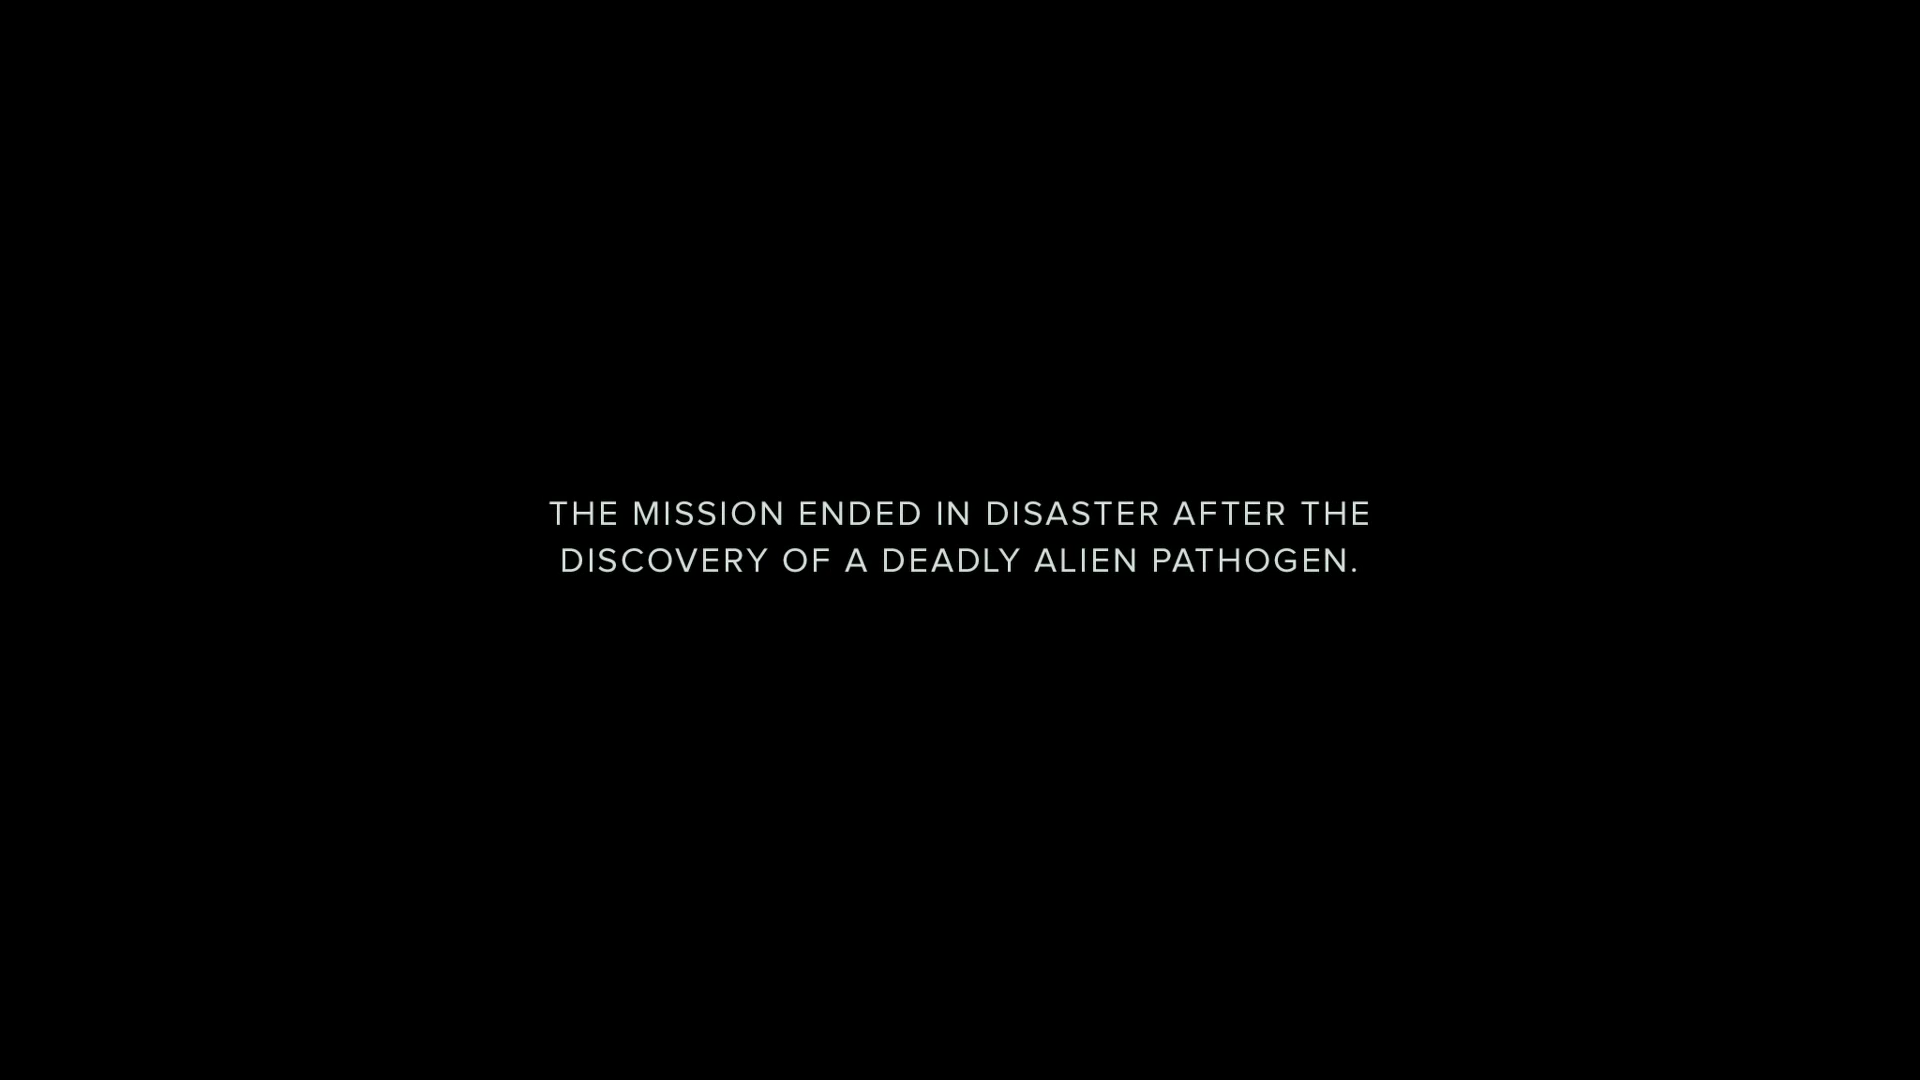 THE MISSION ENDED IN DISASTER AFTER THE
DISCOVERY OF A DEADLY ALIEN PATHOGEN.